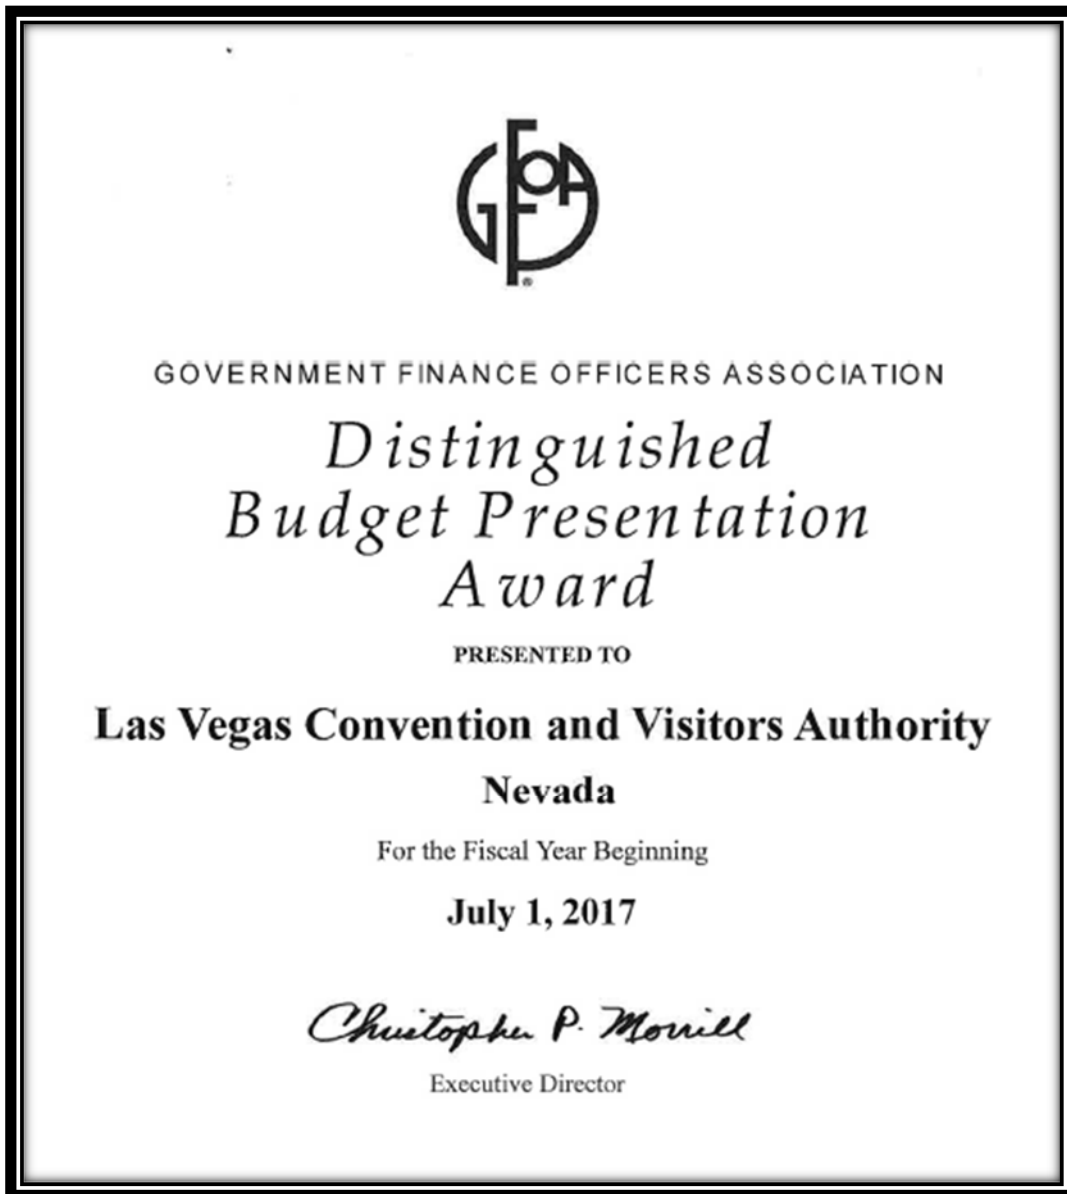 GFOA
®
GOVERNMENT FINANCE OFFICERS ASSOCIATION
Distinguished
Budget Presentation
Award
PRESENTED TO
Las Vegas Convention and Visitors Authority
Nevada
For the Fiscal Year Beginning
July 1, 2017
Christopher P. Morrill
Executive Director